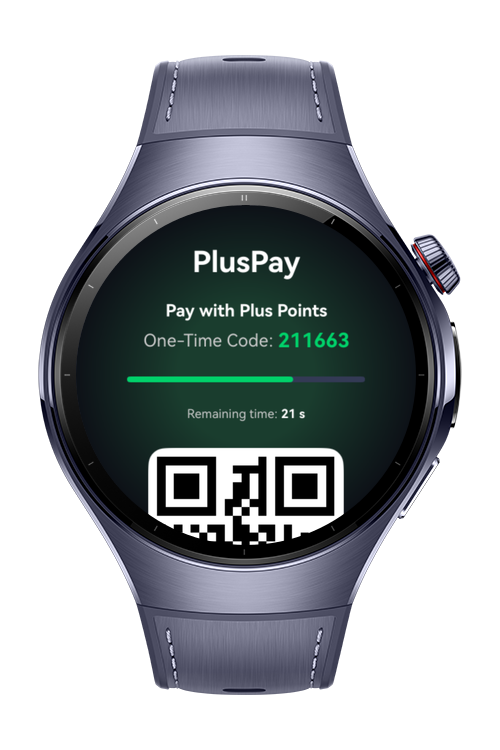 PlusPay
Pay with Plus Points
One-Time Code: 211663
Remaining time: 21 s